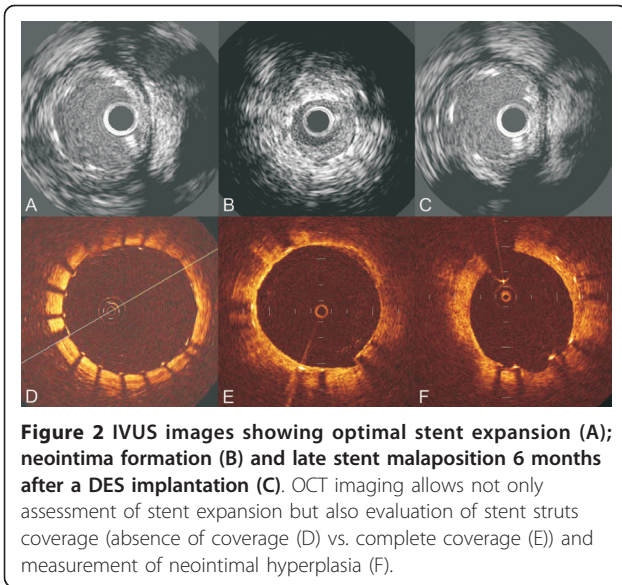 A
B
C
D
E
F
Figure 2 IVUS images showing optimal stent expansion (A);
neointima formation (B) and late stent malaposition 6 months
after a DES implantation (C). OCT imaging allows not only
assessment of stent expansion but also evaluation of stent struts
coverage (absence of coverage (D) vs. complete coverage (E)) and
measurement of neointimal hyperplasia (F).